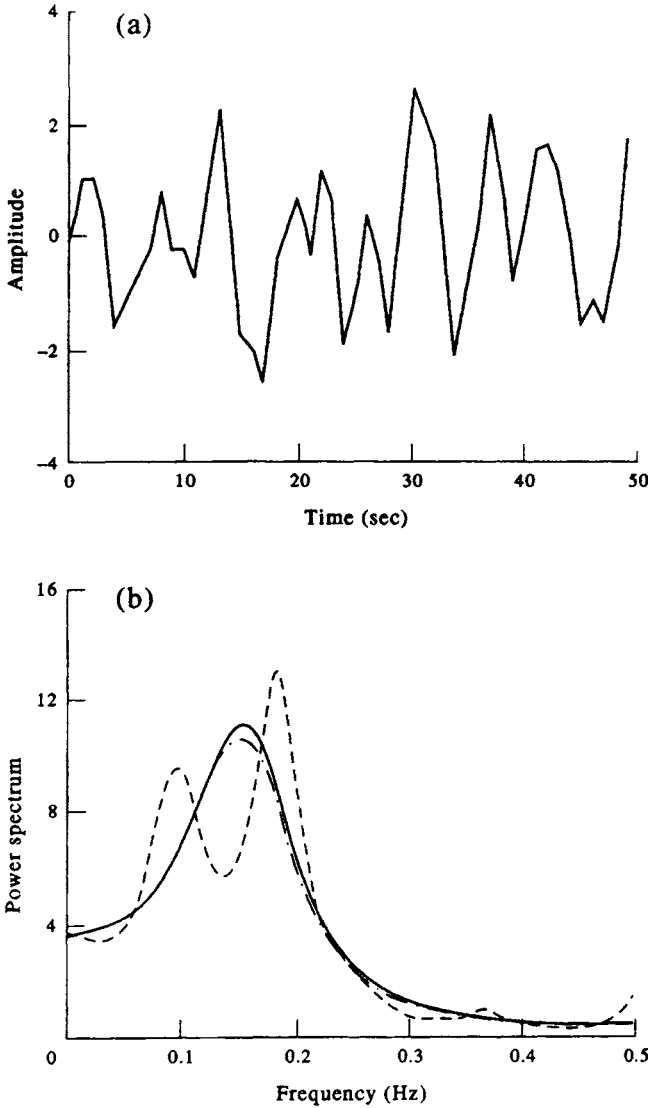 4
(a)
2
0
−2
−4
Amplitude
0 10 20 30 40 50
Time (sec)
16
(b)
12
8
4
0
Power spectrum
0.1 0.2 0.3 0.4 0.5
Frequency (Hz)